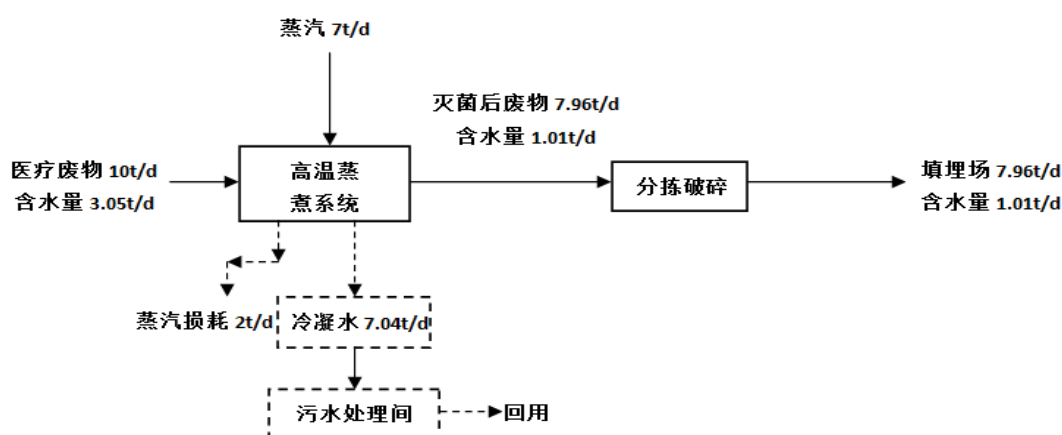 蒸汽 7t/d
灭菌后废物 7.96t/d
含水量 1.01t/d
医疗废物 10t/d
含水量 3.05t/d
高温蒸
煮系统
分拣破碎
填埋场 7.96t/d
含水量 1.01t/d
蒸汽损耗 2t/d
冷凝水 7.04t/d
污水处理间
回用